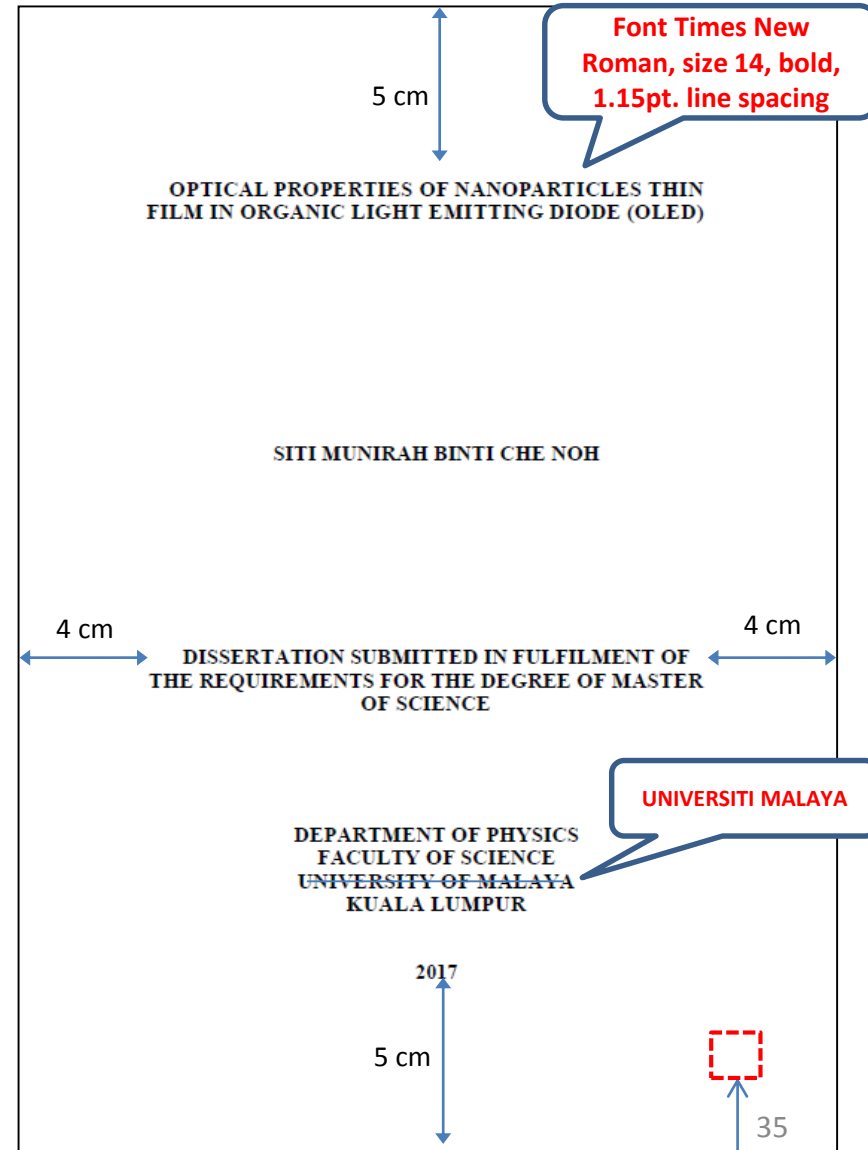 Font Times New
Roman, size 14, bold,
1.15pt. line spacing
5 cm
OPTICAL PROPERTIES OF NANOPARTICLES THIN
FILM IN ORGANIC LIGHT EMITTING DIODE (OLED)
SITI MUNIRAH BINTI CHE NOH
4 cm
4 cm
DISSERTATION SUBMITTED IN FULFILMENT OF
THE REQUIREMENTS FOR THE DEGREE OF MASTER
OF SCIENCE
UNIVERSITI MALAYA
DEPARTMENT OF PHYSICS
FACULTY OF SCIENCE
UNIVERSITY OF MALAYA
KUALA LUMPUR
2017
5 cm
35